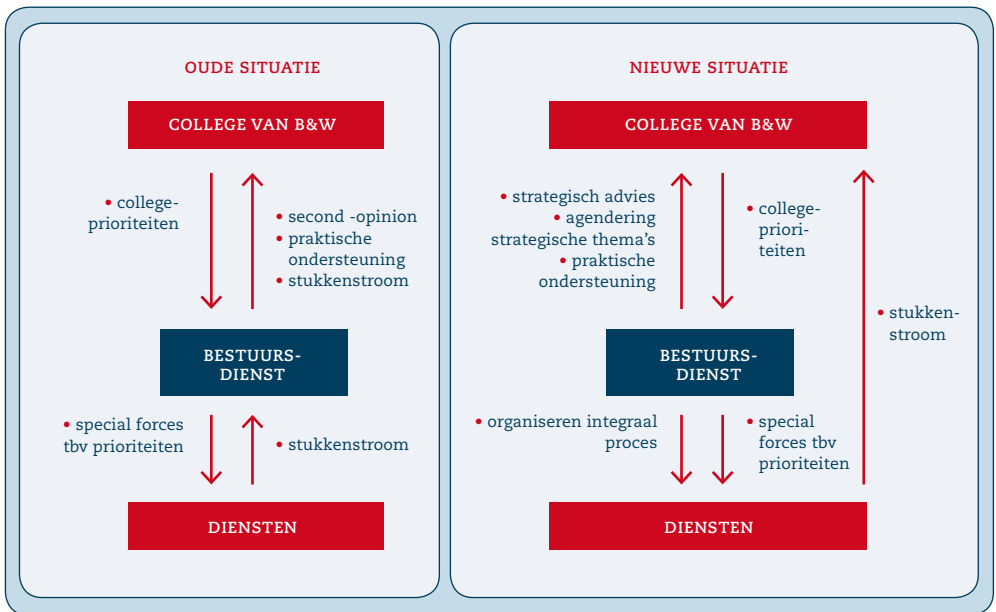 OUDE SITUATIE
COLLEGE VAN B&W
• college-
prioriteiten
• second -opinion
• praktische
ondersteuning
• stukkenstroom
BESTUURS-
DIENST
• special forces
tbv prioriteiten
• stukkenstroom
DIENSTEN
NIEUWE SITUATIE
COLLEGE VAN B&W
• strategisch advies
• agendering
strategische thema's
• praktische
ondersteuning
• college-
priori-
teiten
• stukken-
stroom
BESTUURS-
DIENST
• organiseren integraal
proces
• special
forces tbv
prioriteiten
DIENSTEN